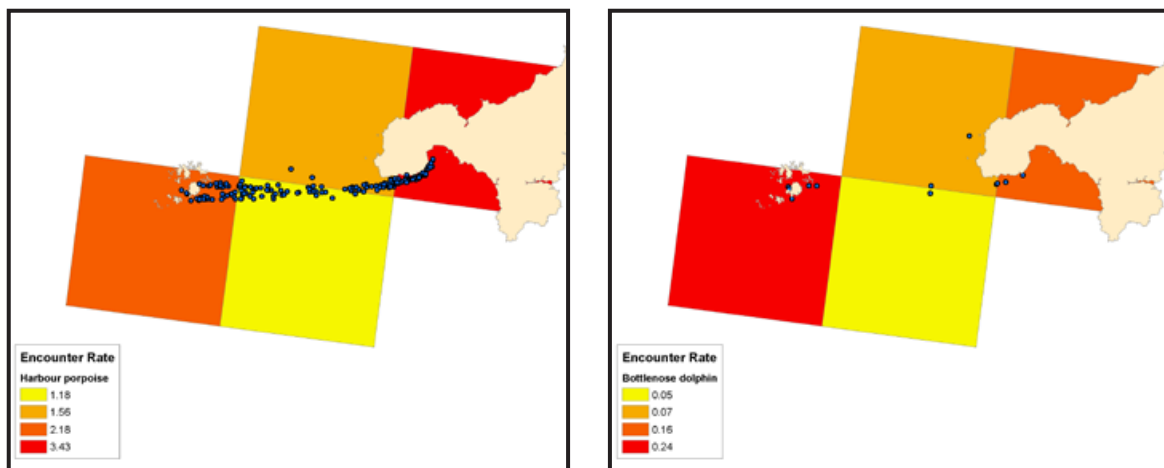 Encounter Rate
Harbour porpoise
1.18
1.56
2.18
3.43
Encounter Rate
Bottlenose dolphin
0.05
0.07
0.16
0.24